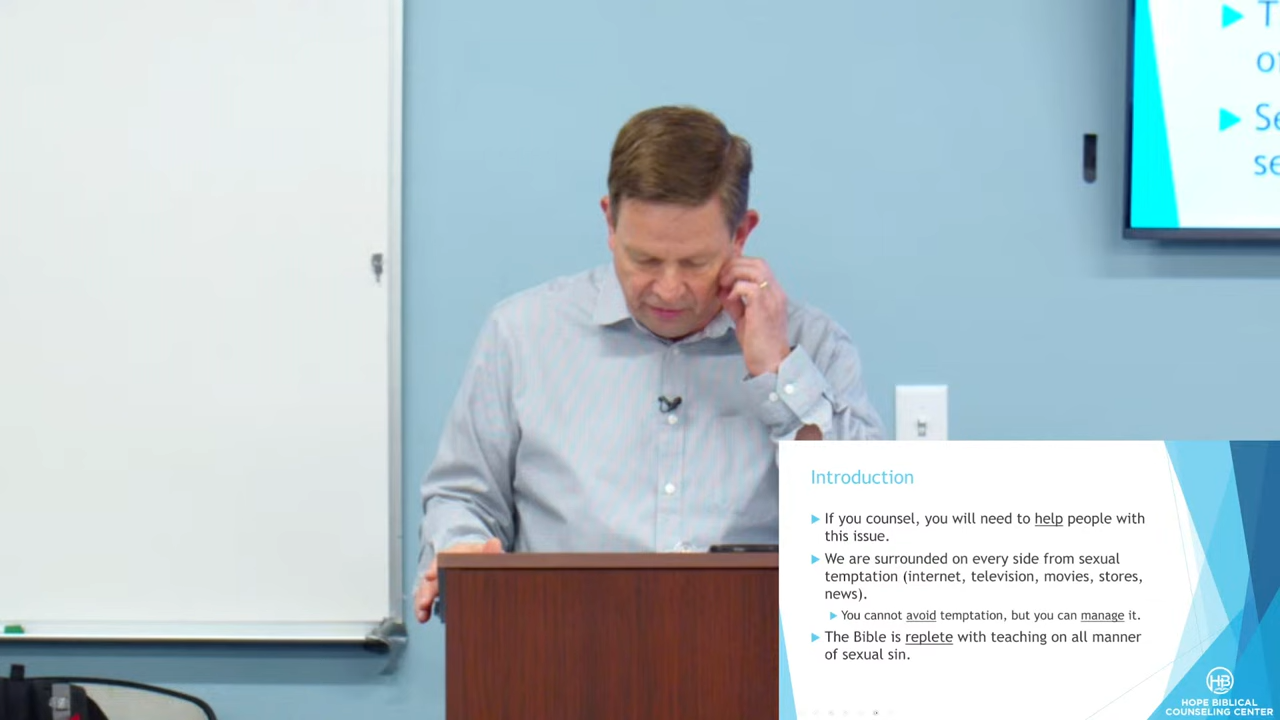 Introduction
If you counsel, you will need to help people with
this issue.
We are surrounded on every side from sexual
temptation (internet, television, movies, stores,
news).
You cannot avoid temptation, but you can manage it.
The Bible is replete with teaching on all manner
of sexual sin.
HB
HOPE BIBLICAL
COUNSELING CENTER